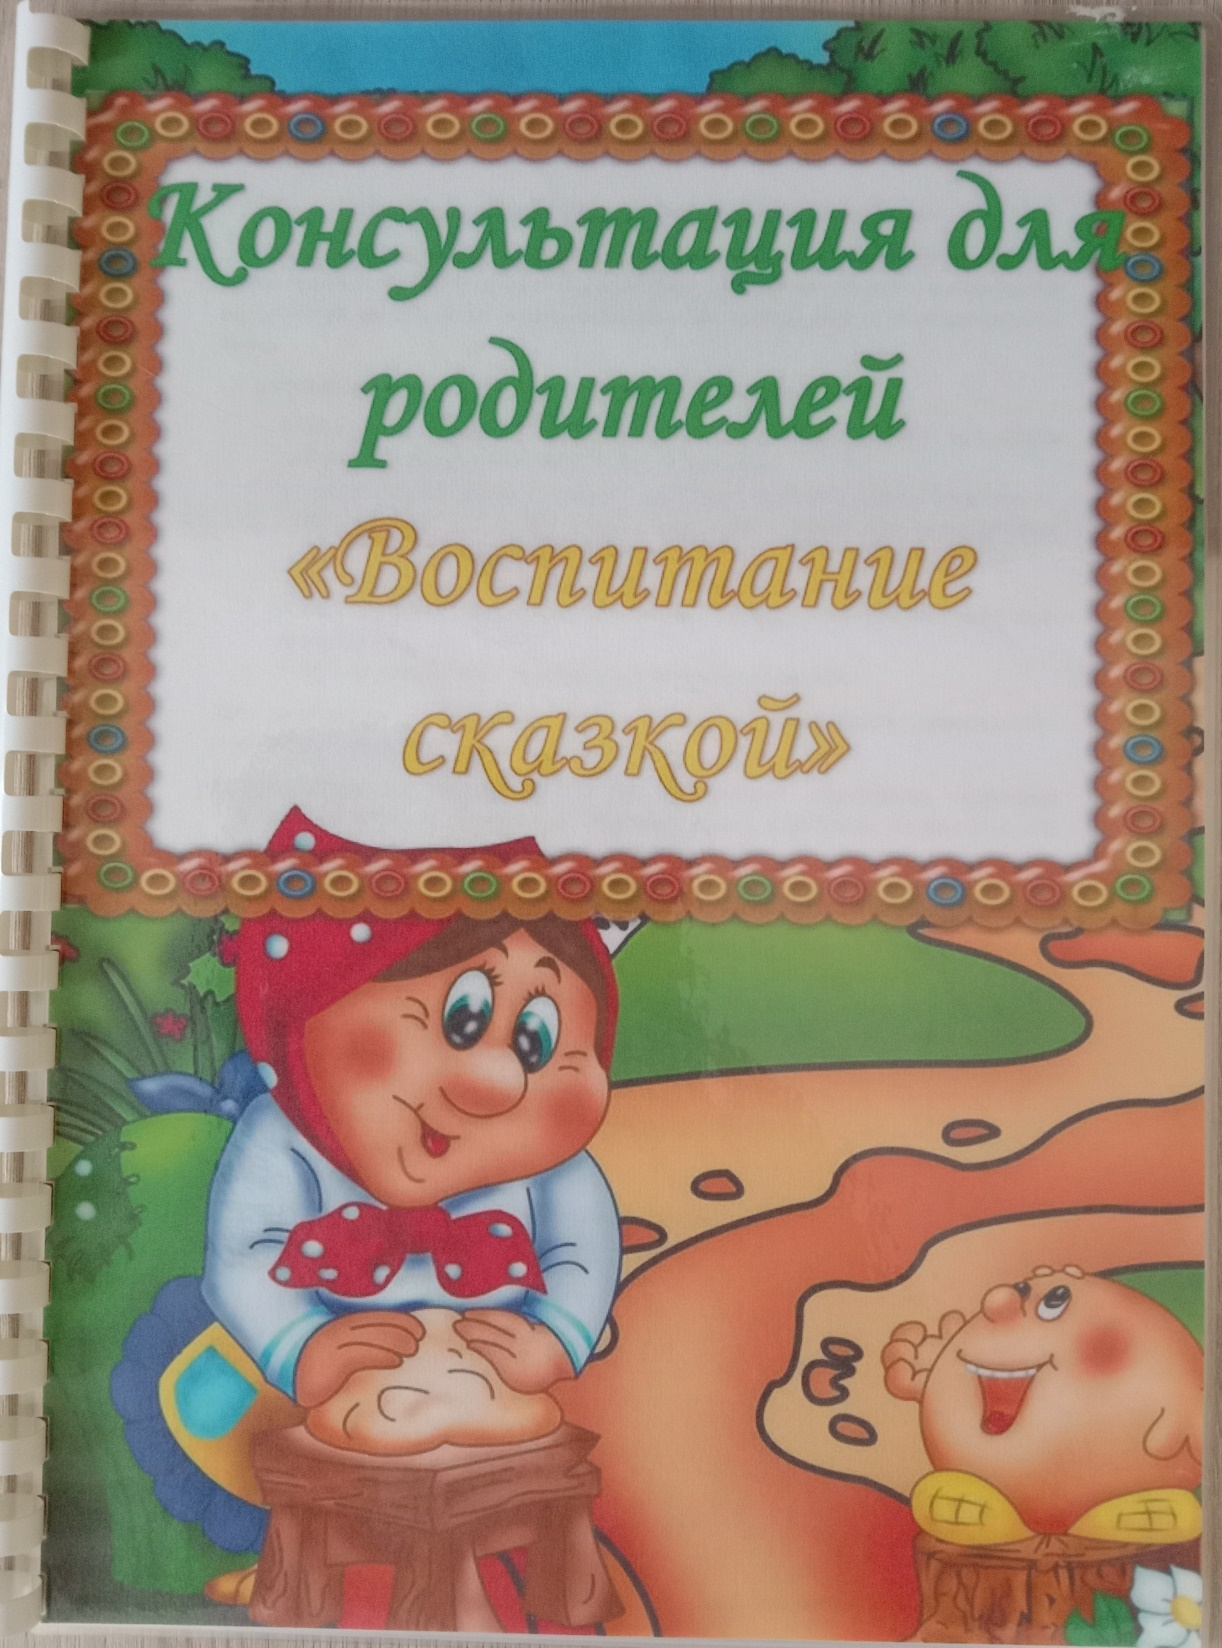 Консультация для
родителей
«Воспитание
сказкой»